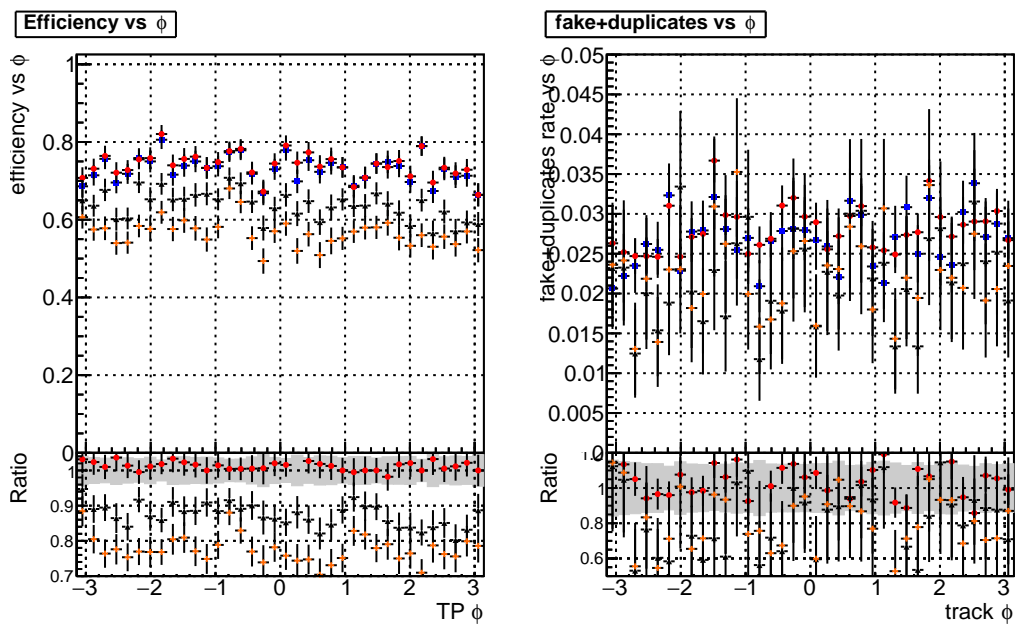 Efficiency vs ϕ
efficiency vs ϕ
1
0.8
0.6
0.4
0.2
0
Ratio
1
0.9
0.8
0.7
−3 −2 −1 0 1 2 3
TP ϕ
fake+duplicates vs ϕ
fake+duplicates rate vs ϕ
0.05
0.045
0.04
0.035
0.03
0.025
0.02
0.015
0.01
0.005
0
Ratio
1
0.8
0.6
−3 −2 −1 0 1 2 3
track ϕ